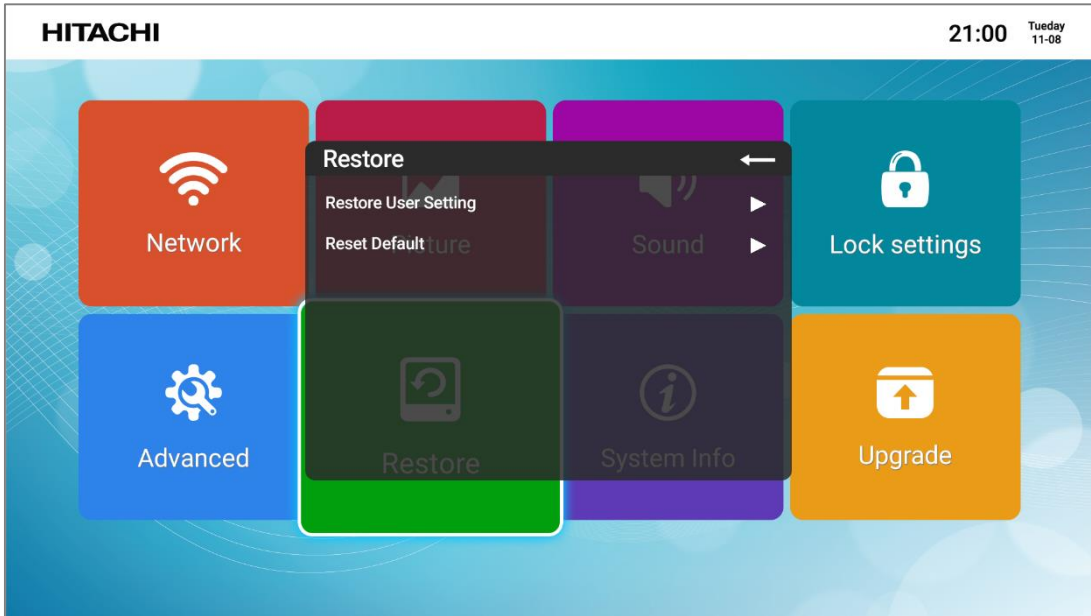 HITACHI
21:00
Tueday
11-08
Restore
Restore User Setting
Reset Default
Network
Picture
Sound
Lock settings
Advanced
Restore
System Info
Upgrade